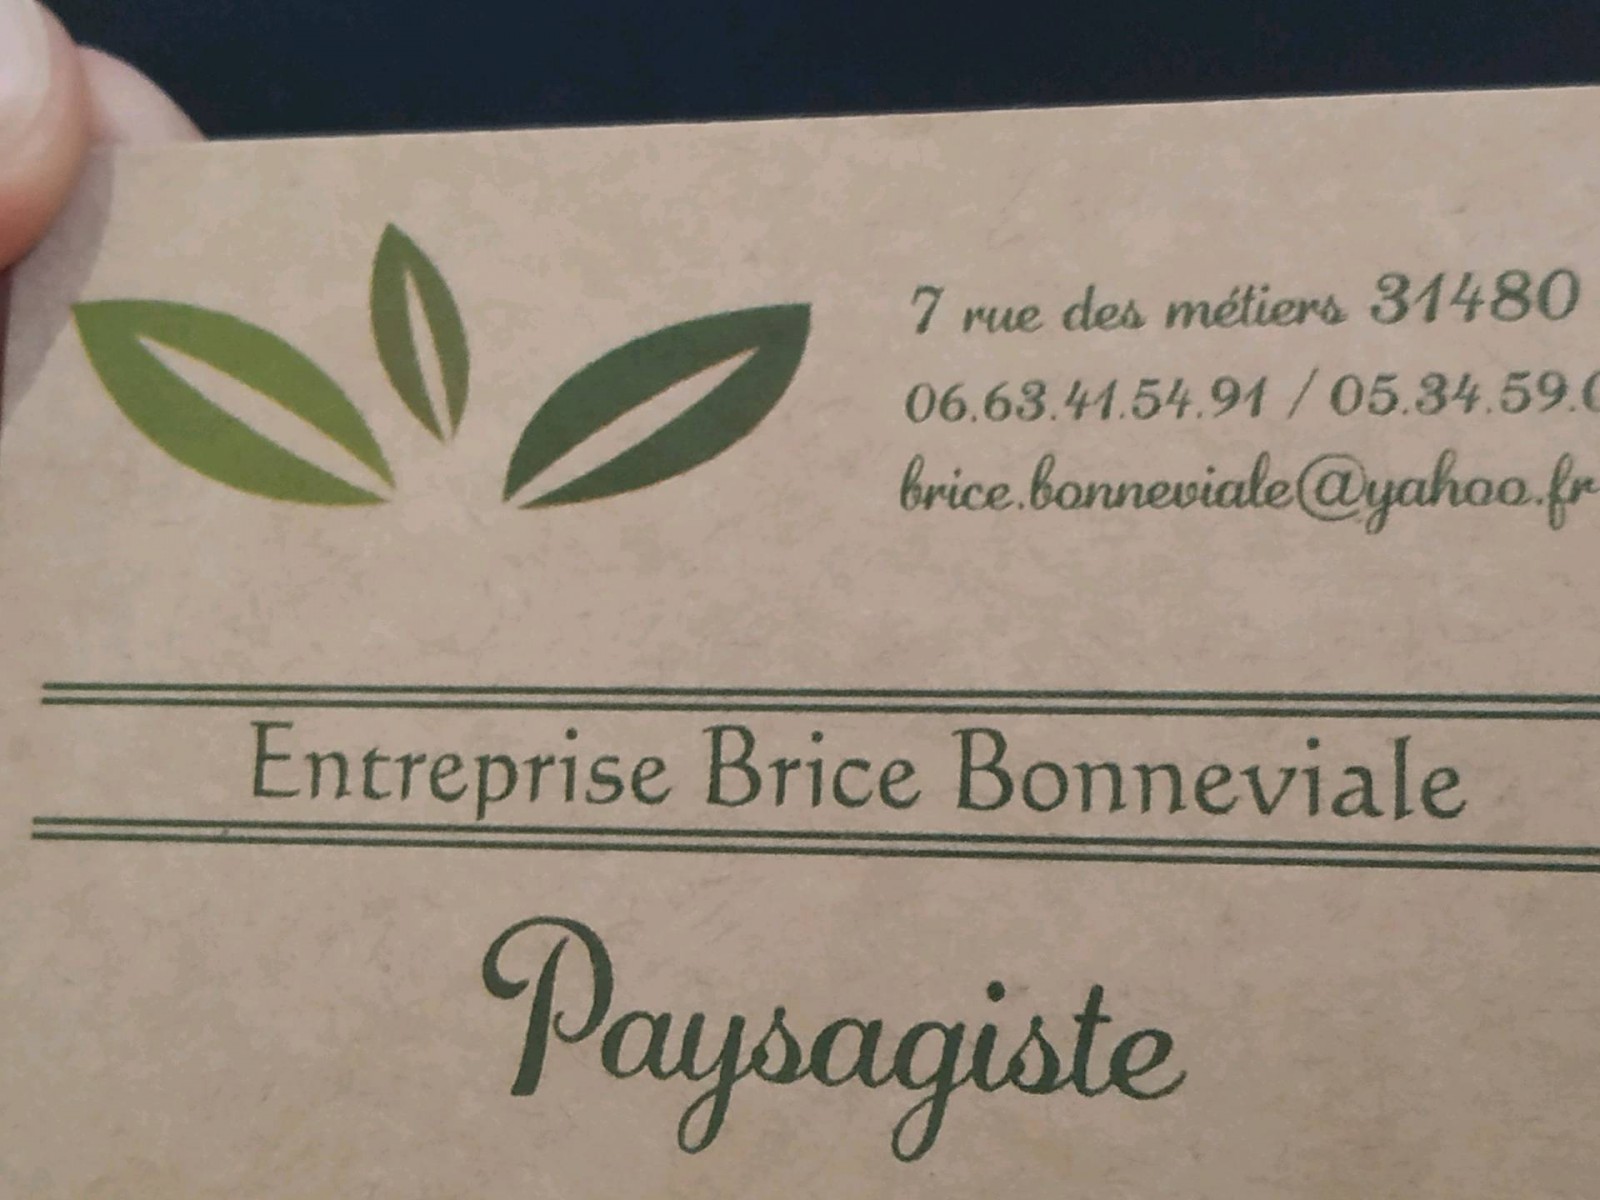 7 rue des métiers 31480
06.63.41.54.91 / 05.34.59.0
brice.bonneviale@yahoo.fr
Entreprise Brice Bonneviale
Paysagiste